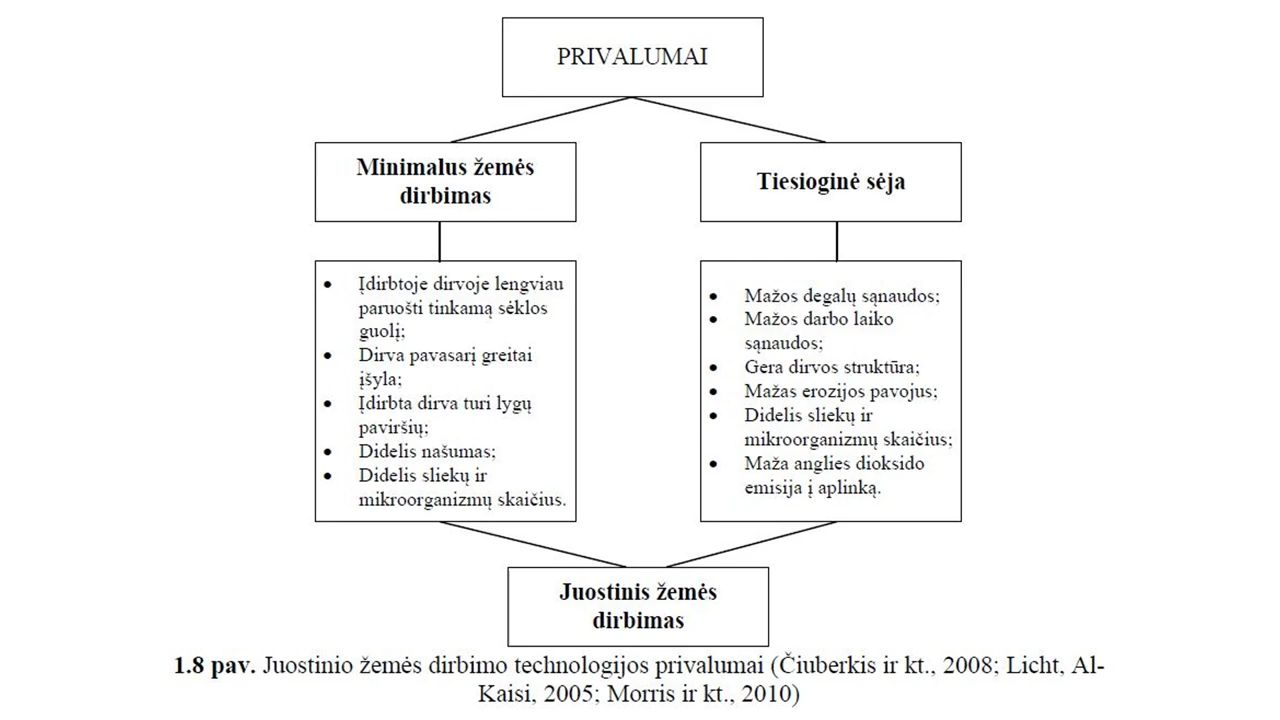 PRIVALUMAI
Minimalus žemės
dirbimas
Tiesioginė sėja
• Įdirbtoje dirvoje lengviau
paruošti tinkamą sėklos
guolį;
• Dirva pavasarį greitai
įšyla;
• Įdirbta dirva turi lygų
paviršių;
• Didelis našumas;
• Didelis sliekų ir
mikroorganizmų skaičius.
• Mažos degalų sąnaudos;
• Mažos darbo laiko
sąnaudos;
• Gera dirvos struktūra;
• Mažas erozijos pavojus;
• Didelis sliekų ir
mikroorganizmų skaičius;
• Maža anglies dioksido
emisija į aplinką.
Juostinis žemės
dirbimas
1.8 pav. Juostinio žemės dirbimo technologijos privalumai (Čiuberkis ir kt., 2008; Licht, Al-
Kaisi, 2005; Morris ir kt., 2010)